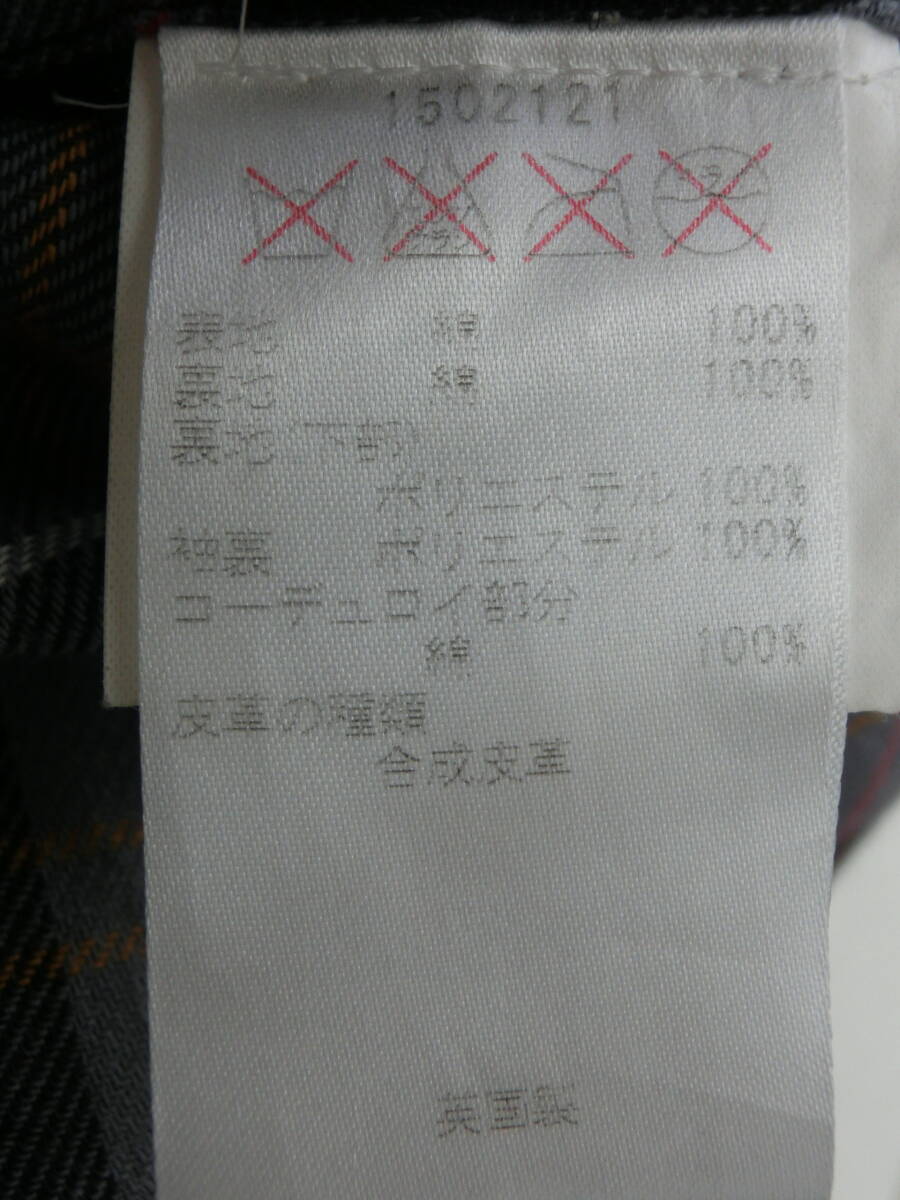 1502121
表地 綿 100%
裏地 綿 100%
裏地(下部)
ポリエステル 100%
袖裏 ポリエステル 100%
コーデュロイ部分
綿 100%
皮革の種類
合成皮革
英国製